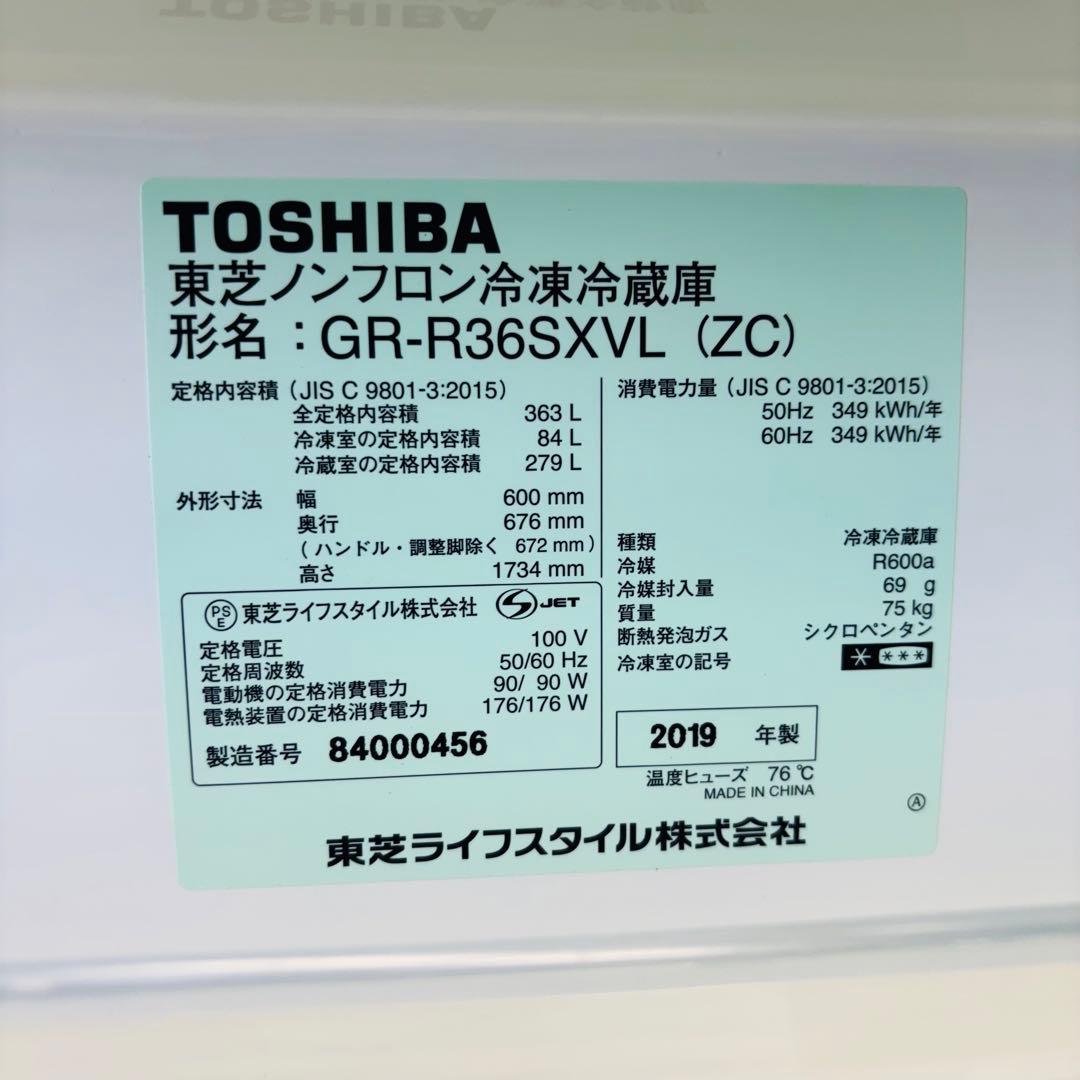 TOSHIBA
東芝ノンフロン冷凍冷蔵庫
形名：GR-R36SXVL (ZC)
定格内容積 (JIS C 9801-3:2015)
全定格内容積 363 L
冷凍室の定格内容積 84 L
冷蔵室の定格内容積 279 L
外形寸法 幅 600 mm
奥行 676 mm
(ハンドル・調整脚除く 672 mm)
高さ 1734 mm
PSE 東芝ライフスタイル株式会社 S JET
定格電圧 100 V
定格周波数 50/60 Hz
電動機の定格消費電力 90/ 90 W
電熱装置の定格消費電力 176/176 W
製造番号 84000456
消費電力量 (JIS C 9801-3:2015)
50Hz 349 kWh/年
60Hz 349 kWh/年
種類 冷凍冷蔵庫
冷媒 R600a
冷媒封入量 69 g
質量 75 kg
断熱発泡ガス シクロペンタン
冷凍室の記号 * ***
2019 年製
温度ヒューズ 76℃
MADE IN CHINA
Ⓐ
東芝ライフスタイル株式会社